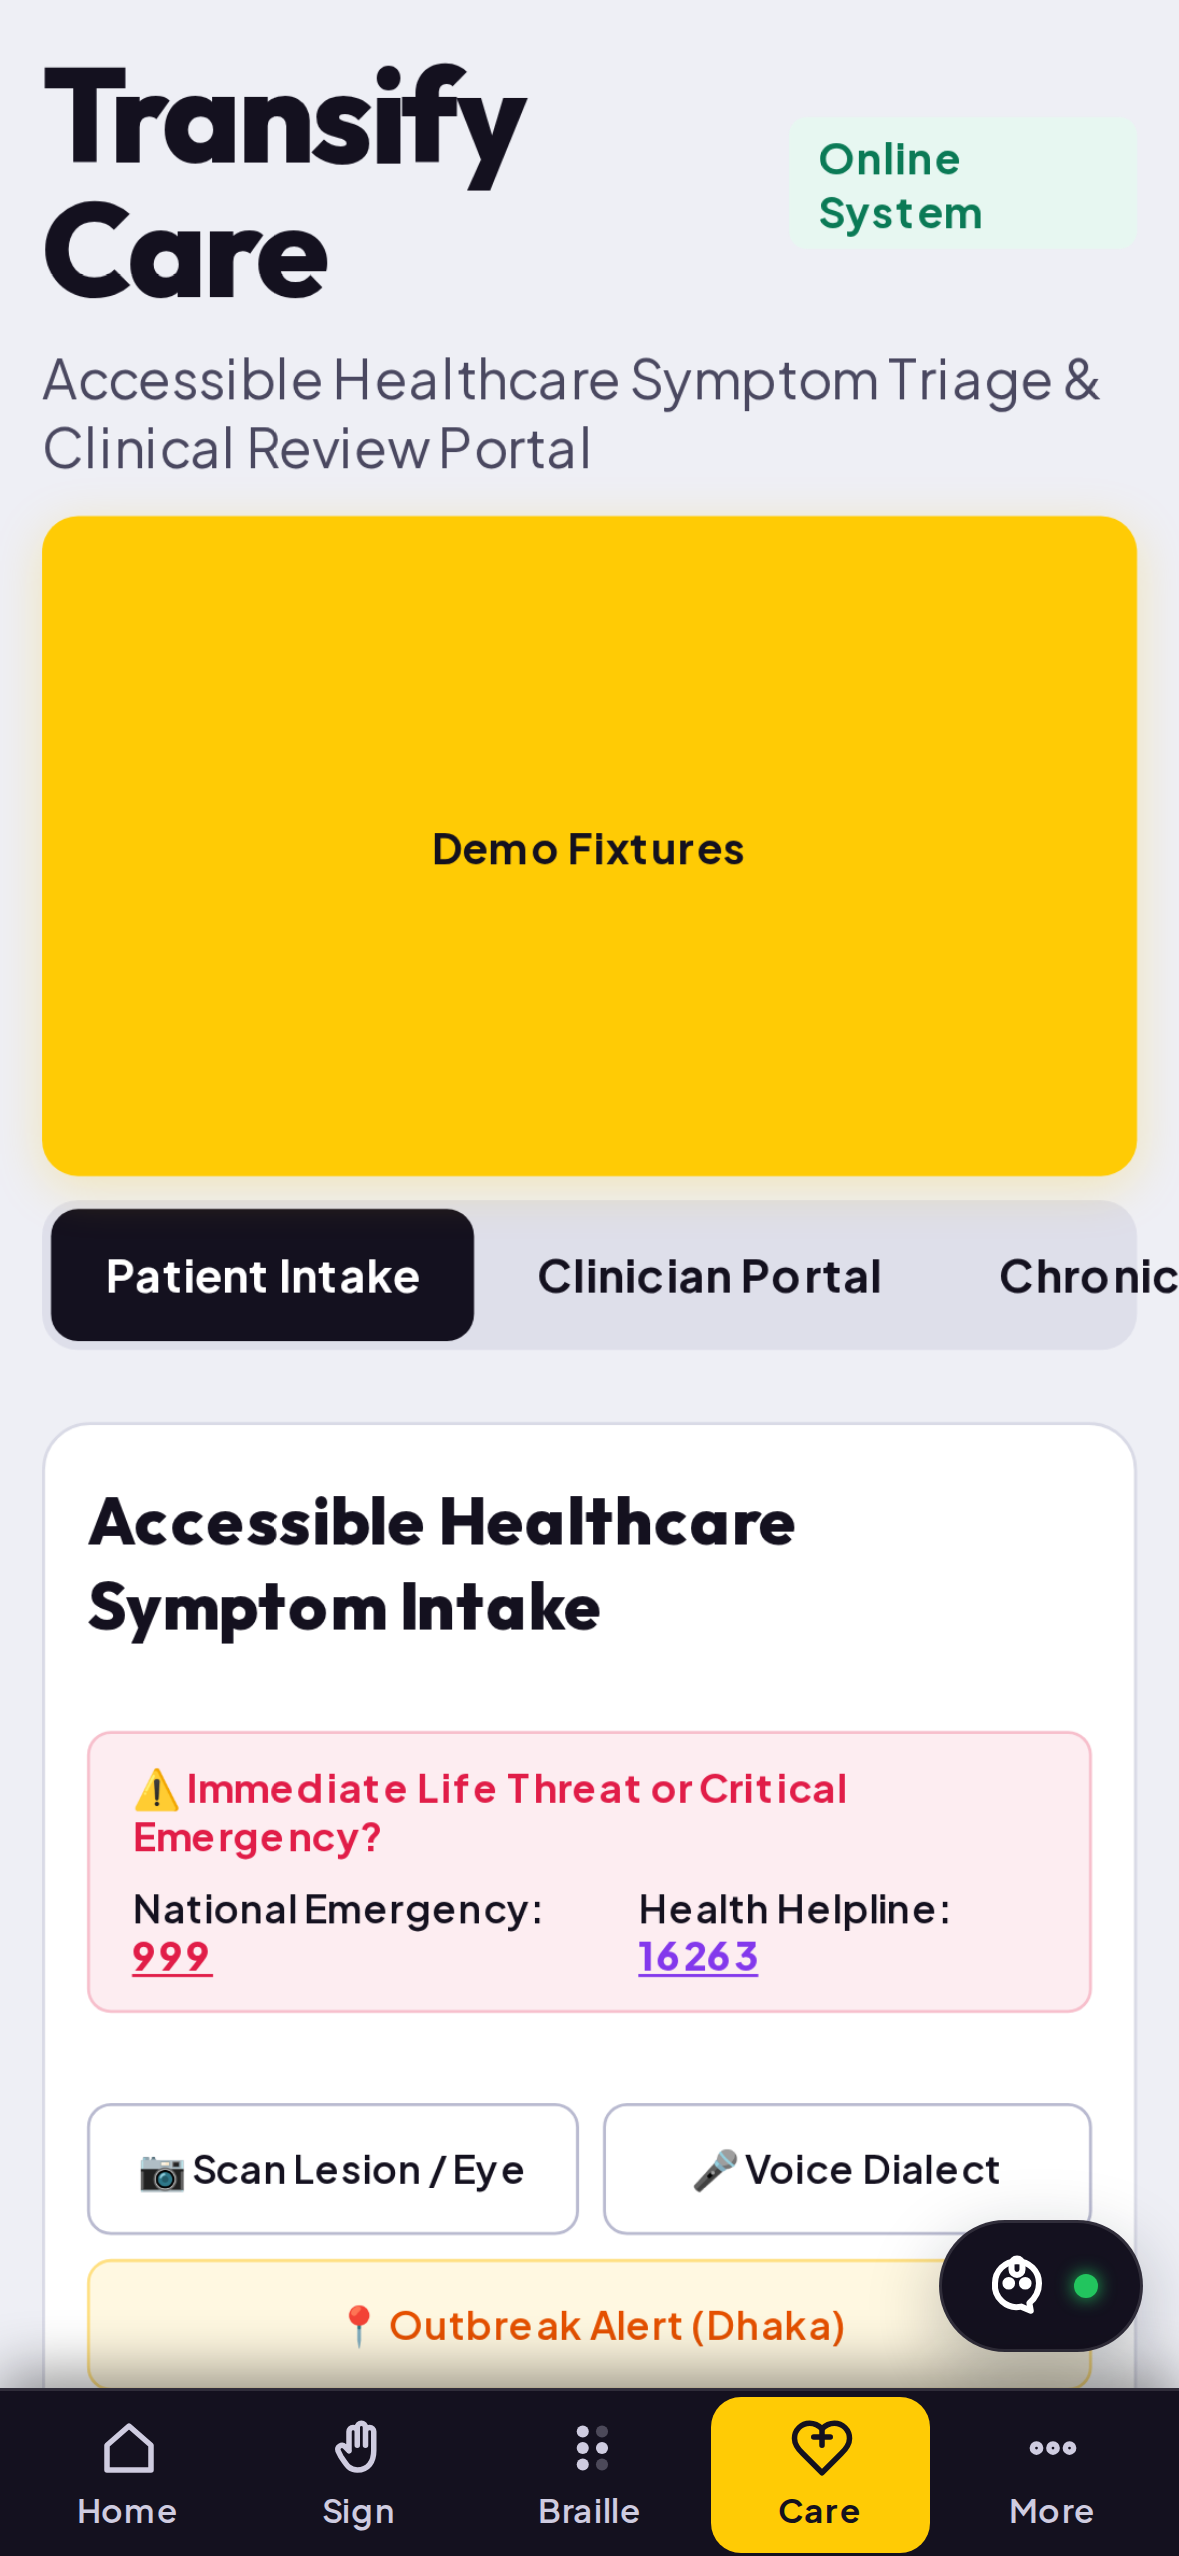 Transify
Care
Online
System
Accessible Healthcare Symptom Triage &
Clinical Review Portal
Demo Fixtures
Patient Intake
Clinician Portal
Chronic
Accessible Healthcare
Symptom Intake
⚠️ Immediate Life Threat or Critical
Emergency?
National Emergency:
999
Health Helpline:
16263
📷 Scan Lesion / Eye
🎤 Voice Dialect
📍 Outbreak Alert (Dhaka)
Home
Sign
Braille
Care
More